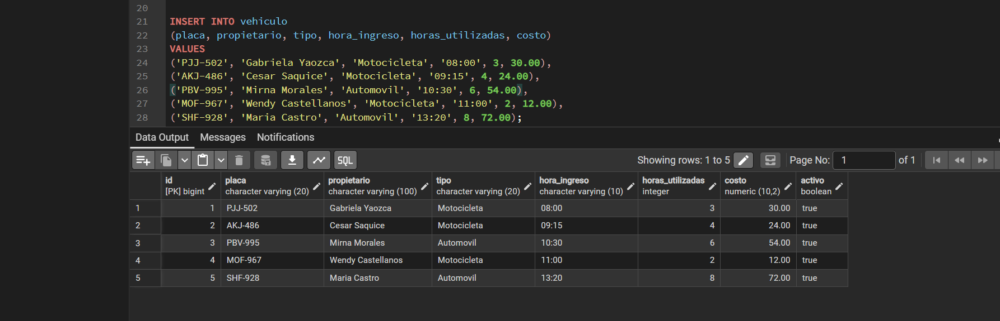 20
21
INSERT INTO vehiculo
22
(placa, propietario, tipo, hora_ingreso, horas_utilizadas, costo)
23
VALUES
24
('PJJ-502', 'Gabriela Yaozca', 'Motocicleta', '08:00', 3, 30.00),
25
('AKJ-486', 'Cesar Saquice', 'Motocicleta', '09:15', 4, 24.00),
26
('PBV-995', 'Mirna Morales', 'Automovil', '10:30', 6, 54.00),
27
('MOF-967', 'Wendy Castellanos', 'Motocicleta', '11:00', 2, 12.00),
28
('SHF-928', 'Maria Castro', 'Automovil', '13:20', 8, 72.00);
Data Output Messages Notifications
SQL Showing rows: 1 to 5 Page No: 1 of 1
id placa propietario tipo hora_ingreso horas_utilizadas costo activo
[PK] bigint character varying (20) character varying (100) character varying (20) character varying (10) integer numeric (10,2) boolean
1 1 PJJ-502 Gabriela Yaozca Motocicleta 08:00 3 30.00 true
2 2 AKJ-486 Cesar Saquice Motocicleta 09:15 4 24.00 true
3 3 PBV-995 Mirna Morales Automovil 10:30 6 54.00 true
4 4 MOF-967 Wendy Castellanos Motocicleta 11:00 2 12.00 true
5 5 SHF-928 Maria Castro Automovil 13:20 8 72.00 true